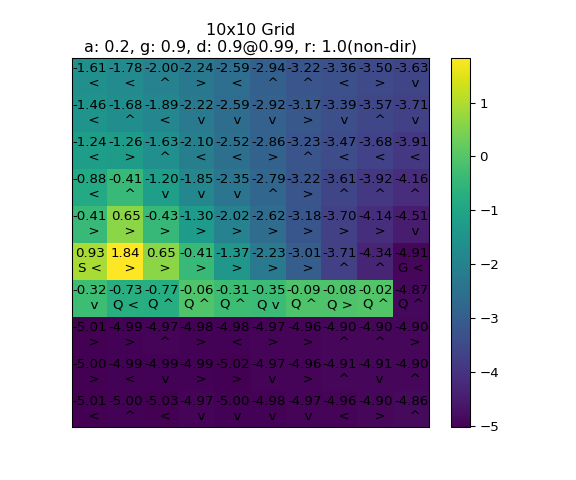 10x10 Grid
a: 0.2, g: 0.9, d: 0.9@0.99, r: 1.0(non-dir)
-1.61 -1.78 -2.00 -2.24 -2.59 -2.94 -3.22 -3.36 -3.50 -3.63
< < ^ > < ^ ^ < > v
-1.46 -1.68 -1.89 -2.22 -2.59 -2.92 -3.17 -3.39 -3.57 -3.71
< ^ < v v v > v ^ v
-1.24 -1.26 -1.63 -2.10 -2.52 -2.86 -3.23 -3.47 -3.68 -3.91
< > ^ < < > ^ < < <
-0.88 -0.41 -1.20 -1.85 -2.35 -2.79 -3.22 -3.61 -3.92 -4.16
< ^ v v v ^ > ^ ^ ^
-0.41 0.65 -0.43 -1.30 -2.02 -2.62 -3.18 -3.70 -4.14 -4.51
> > > > > > > > > v
0.93 1.84 0.65 -0.41 -1.37 -2.23 -3.01 -3.71 -4.34 -4.91
S < > > > > > > ^ ^ G <
-0.32 -0.73 -0.77 -0.06 -0.31 -0.35 -0.09 -0.08 -0.02 -4.87
v Q < Q ^ Q ^ Q ^ Q v Q ^ Q > Q ^ Q ^
-5.01 -4.99 -4.97 -4.98 -4.98 -4.97 -4.96 -4.90 -4.90 -4.90
> > ^ > < > > ^ ^ >
-5.00 -4.99 -4.99 -4.99 -5.02 -4.97 -4.96 -4.91 -4.91 -4.90
> < v > > v > ^ v ^
-5.01 -5.00 -5.03 -4.97 -5.00 -4.98 -4.97 -4.96 -4.90 -4.86
< ^ < v v v v < > ^
1
0
−1
−2
−3
−4
−5